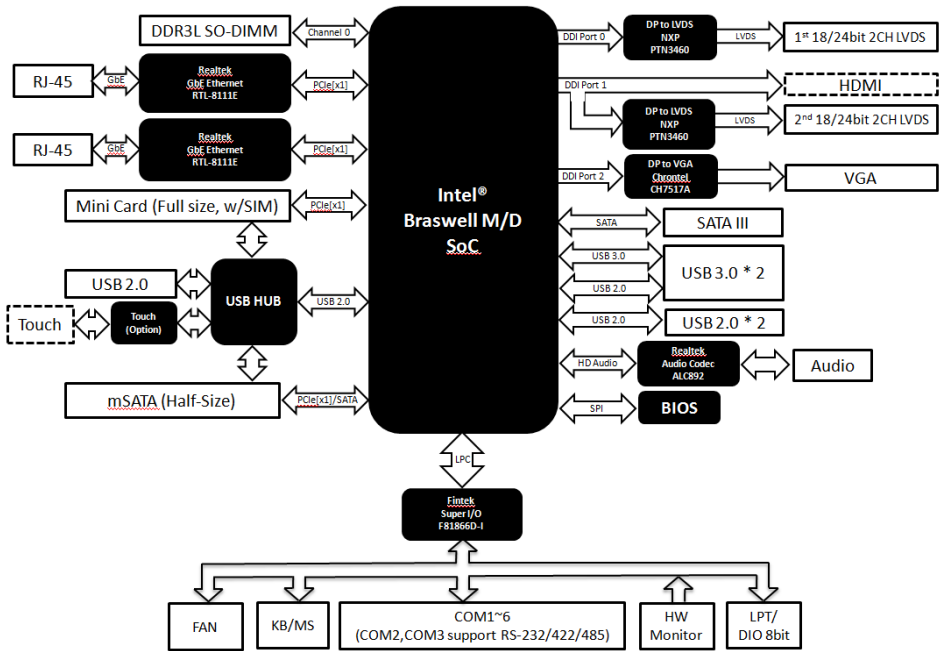 DDR3L SO-DIMM
Channel 0
RJ-45
GbE
Realtek
GbE Ethernet
RTL-8111E
PCIe[x1]
RJ-45
GbE
Realtek
GbE Ethernet
RTL-8111E
PCIe[x1]
Mini Card (Full size, w/SIM)
PCIe[x1]
USB 2.0
USB HUB
USB 2.0
Touch
Touch
(Option)
mSATA (Half-Size)
PCIe[x1]/SATA
Intel®
Braswell M/D
SoC
DDI Port 0
DP to LVDS
NXP
PTN3460
LVDS
1st 18/24bit 2CH LVDS
DDI Port 1
HDMI
DP to LVDS
NXP
PTN3460
LVDS
2nd 18/24bit 2CH LVDS
DDI Port 2
DP to VGA
Chrontel
CH7517A
VGA
SATA
SATA III
USB 3.0
USB 2.0
USB 3.0 * 2
USB 2.0
USB 2.0 * 2
HD Audio
Realtek
Audio Codec
ALC892
Audio
SPI
BIOS
LPC
Fintek
Super I/O
F81866D-I
FAN
KB/MS
COM1~6
(COM2,COM3 support RS-232/422/485)
HW
Monitor
LPT/
DIO 8bit